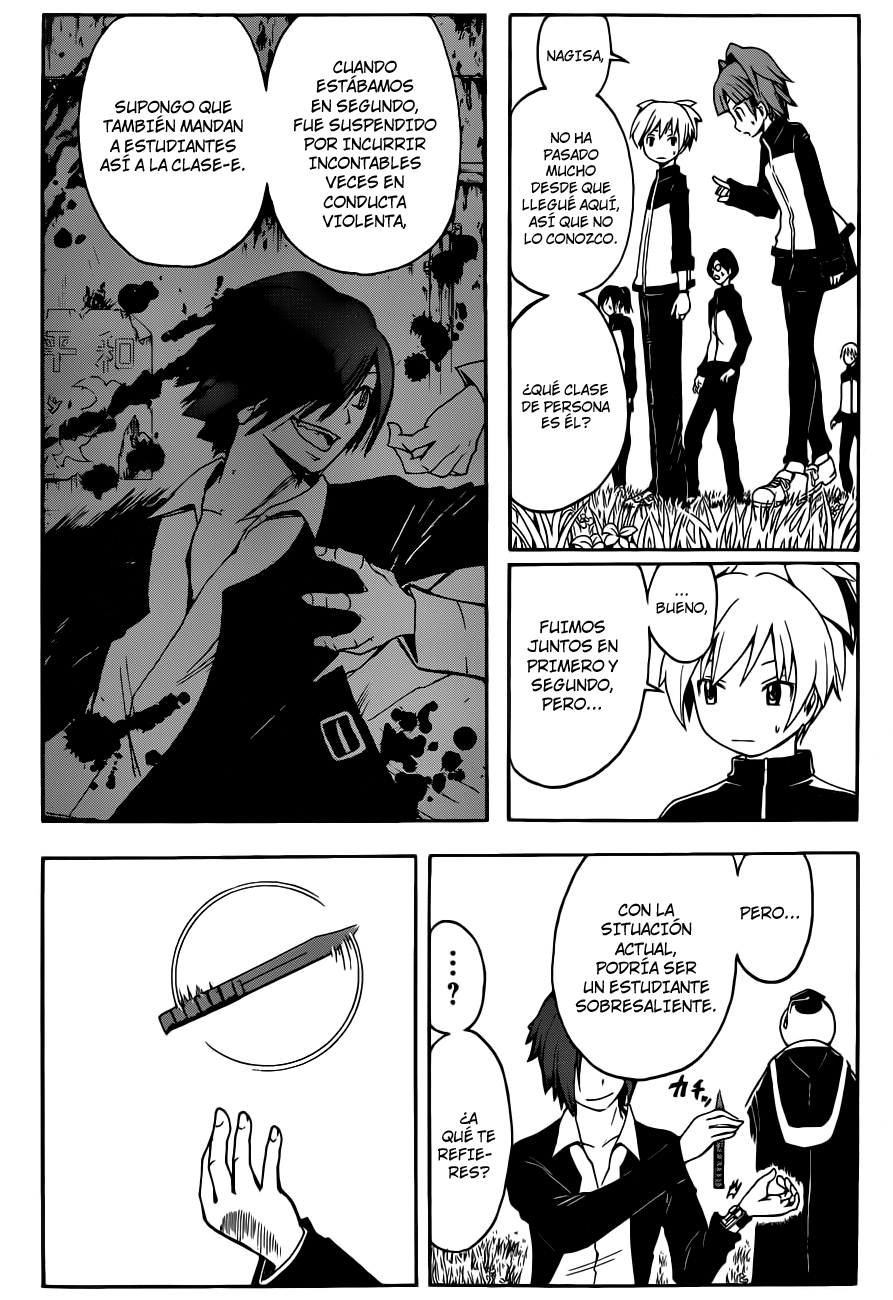 NAGISA,
NO HA
PASADO
MUCHO
DESDE QUE
LLEGUÉ AQUÍ,
ASÍ QUE NO
LO CONOZCO.
¿QUÉ CLASE
DE PERSONA
ES ÉL?
...
BUENO,
FUIMOS
JUNTOS EN
PRIMERO Y
SEGUNDO,
PERO...
CUANDO
ESTÁBAMOS
EN SEGUNDO,
FUE SUSPENDIDO
POR INCURRIR
INCONTABLES
VECES EN
CONDUCTA
VIOLENTA,
SUPONGO QUE
TAMBIÉN MANDAN
A ESTUDIANTES
ASÍ A LA CLASE-E.
平和
PERO...
CON LA
SITUACIÓN
ACTUAL,
PODRÍA SER
UN ESTUDIANTE
SOBRESALIENTE.
カチッ
...?
¿A
QUÉ TE
REFIE-
RES?